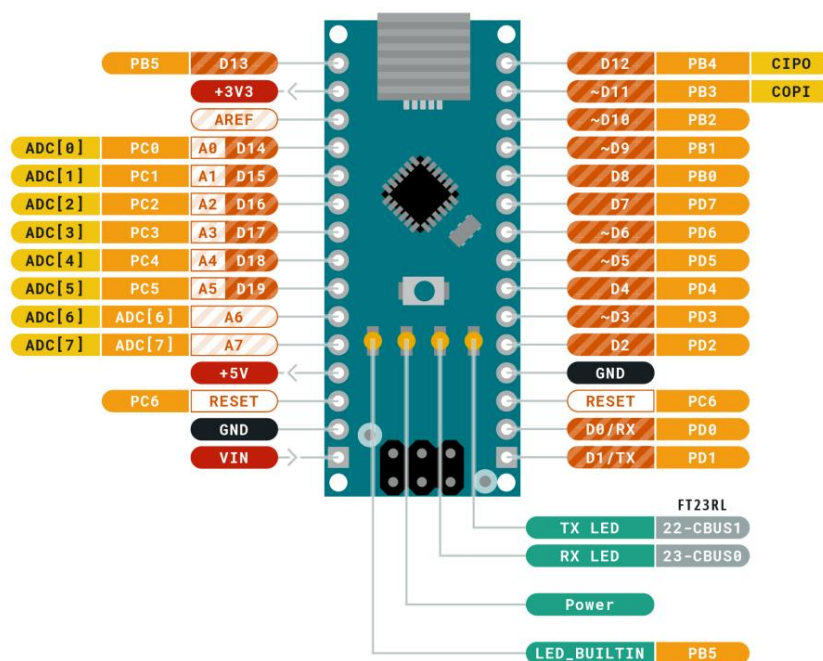 PB5 D13 D12 PB4 CIPO
+3V3 ~D11 PB3 COPI
AREF ~D10 PB2
ADC[0] PC0 A0 D14 ~D9 PB1
ADC[1] PC1 A1 D15 D8 PB0
ADC[2] PC2 A2 D16 D7 PD7
ADC[3] PC3 A3 D17 ~D6 PD6
ADC[4] PC4 A4 D18 ~D5 PD5
ADC[5] PC5 A5 D19 D4 PD4
ADC[6] ADC[6] A6 ~D3 PD3
ADC[7] ADC[7] A7 D2 PD2
+5V GND
PC6 RESET RESET PC6
GND D0/RX PD0
VIN D1/TX PD1
FT23RL
TX LED 22-CBUS1
RX LED 23-CBUS0
Power
LED_BUILTIN PB5